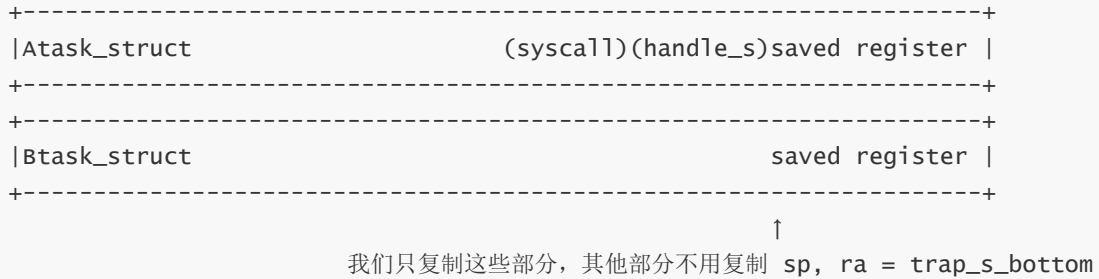 +--------------------------------------------------------------------+
|Atask_struct                      (syscall)(handle_s)saved register |
+--------------------------------------------------------------------+
+--------------------------------------------------------------------+
|Btask_struct                                         saved register |
+--------------------------------------------------------------------+
↑
我们只复制这些部分，其他部分不用复制 sp, ra = trap_s_bottom